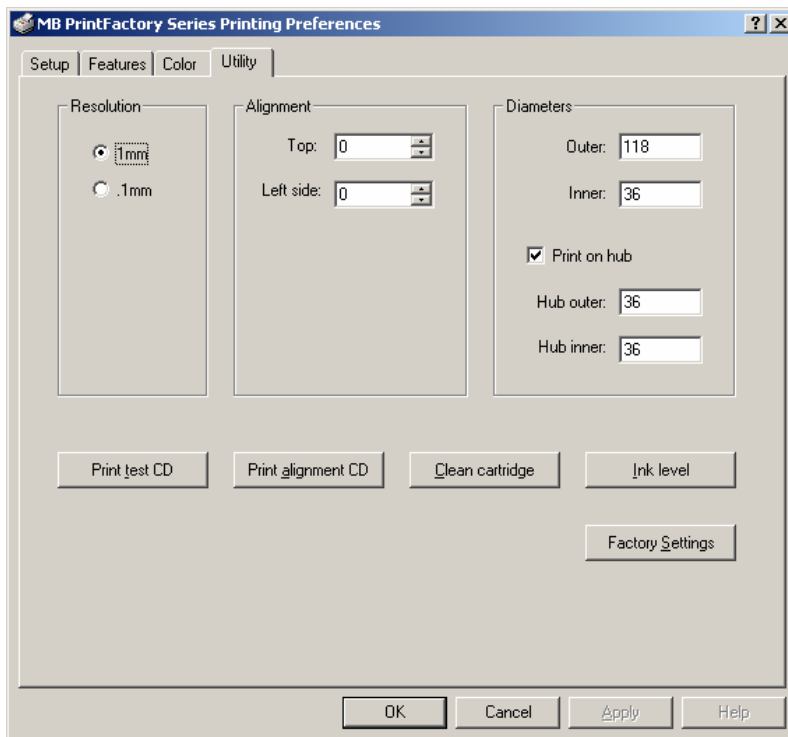 MB PrintFactory Series Printing Preferences
Setup Features Color Utility
Resolution
1mm
.1mm
Alignment
Top: 0
Left side: 0
Diameters
Outer: 118
Inner: 36
Print on hub
Hub outer: 36
Hub inner: 36
Print test CD
Print alignment CD
Clean cartridge
Ink level
Factory Settings
OK
Cancel
Apply
Help